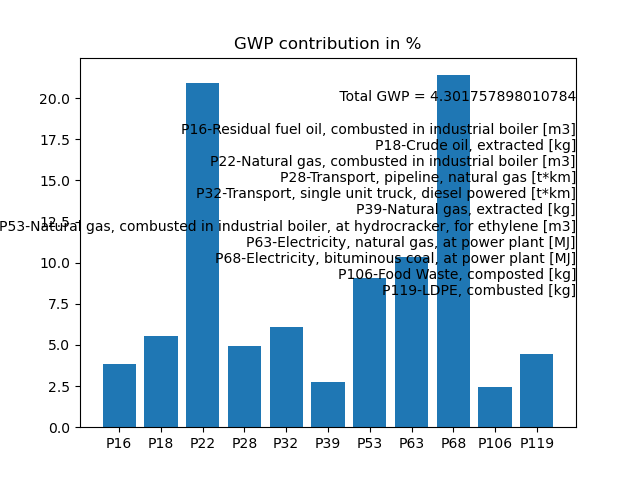 GWP contribution in %
Total GWP = 4.301757898010784
20.0
P16-Residual fuel oil, combusted in industrial boiler [m3]
17.5
P18-Crude oil, extracted [kg]
P22-Natural gas, combusted in industrial boiler [m3]
15.0
P28-Transport, pipeline, natural gas [t*km]
P32-Transport, single unit truck, diesel powered [t*km]
P39-Natural gas, extracted [kg]
12.5
P53-Natural gas, combusted in industrial boiler, at hydrocracker, for ethylene [m3]
P63-Electricity, natural gas, at power plant [MJ]
10.0
P68-Electricity, bituminous coal, at power plant [MJ]
P106-Food Waste, composted [kg]
7.5
P119-LDPE, combusted [kg]
5.0
2.5
0.0
P16 P18 P22 P28 P32 P39 P53 P63 P68 P106 P119